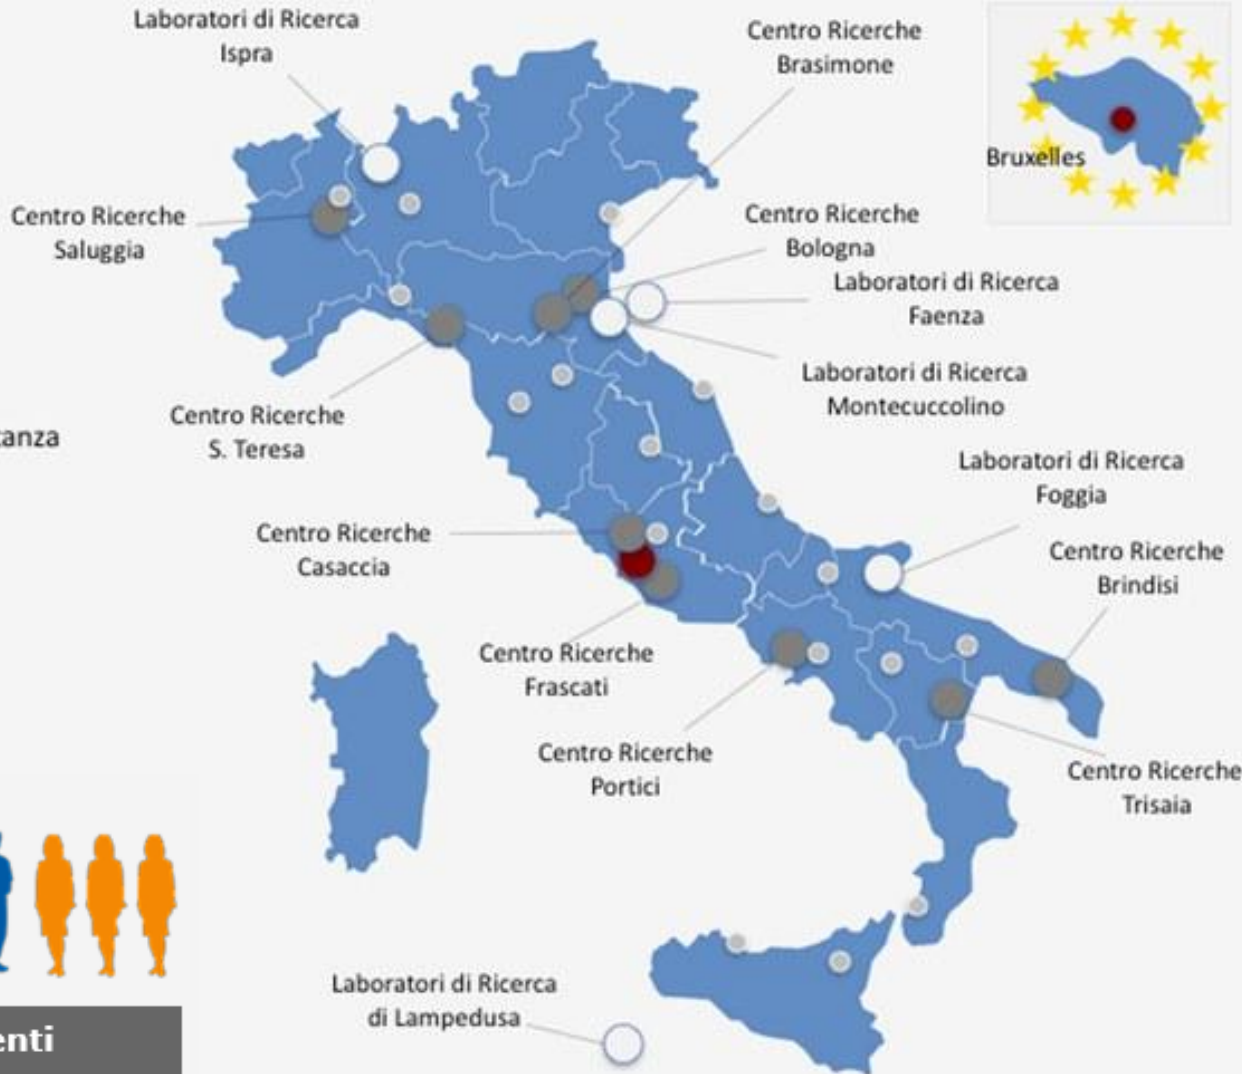 Laboratori di Ricerca
Ispra
Centro Ricerche
Brasimone
Bruxelles
Centro Ricerche
Saluggia
Centro Ricerche
Bologna
Laboratori di Ricerca
Faenza
Laboratori di Ricerca
Montecuccolino
Centro Ricerche
S. Teresa
anza
Laboratori di Ricerca
Foggia
Centro Ricerche
Casaccia
Centro Ricerche
Brindisi
Centro Ricerche
Frascati
Centro Ricerche
Portici
Centro Ricerche
Trisaia
Laboratori di Ricerca
di Lampedusa
enti